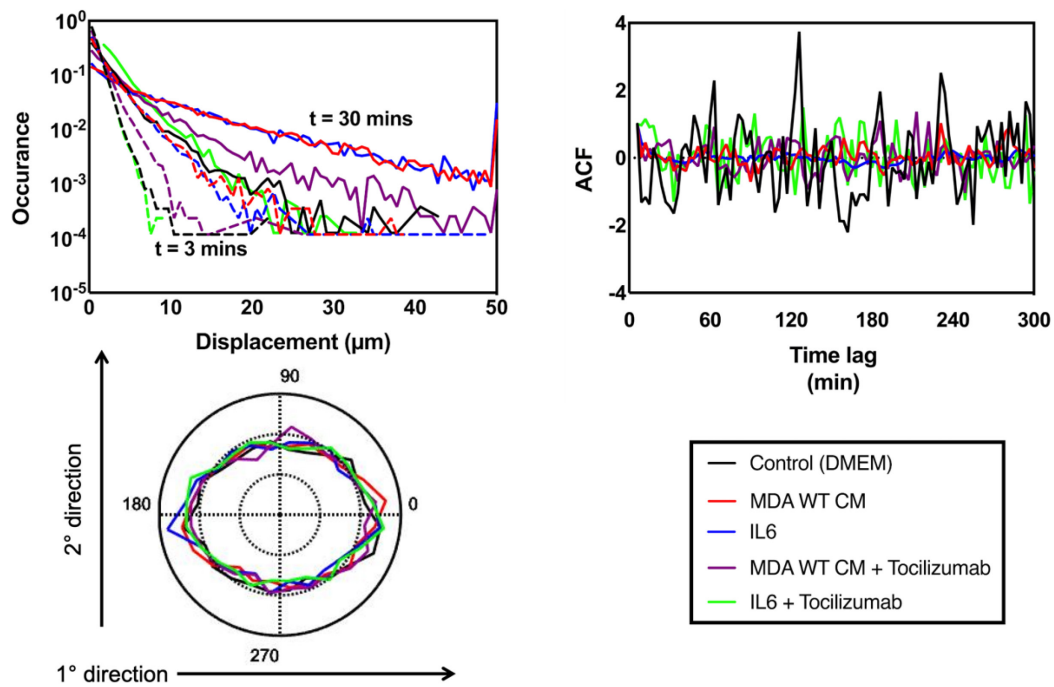 10⁰
10⁻¹
10⁻²
10⁻³
10⁻⁴
10⁻⁵
Occurance
t = 30 mins
t = 3 mins
0 10 20 30 40 50
Displacement (µm)
4
2
0
-2
-4
ACF
0 60 120 180 240 300
Time lag
(min)
90
180
0
270
2° direction
1° direction
Control (DMEM)
MDA WT CM
IL6
MDA WT CM + Tocilizumab
IL6 + Tocilizumab